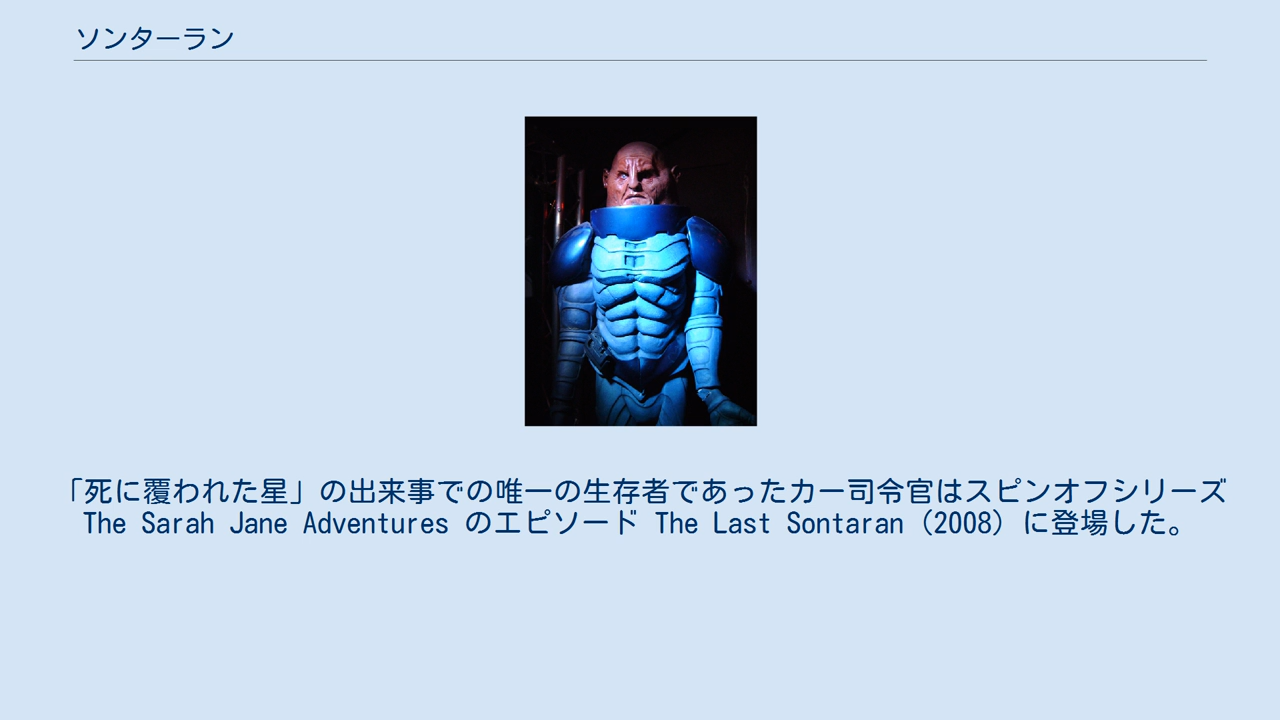 ソンターラン
「死に覆われた星」の出来事での唯一の生存者であったカー司令官はスピンオフシリーズ
The Sarah Jane Adventures のエピソード The Last Sontaran (2008) に登場した。